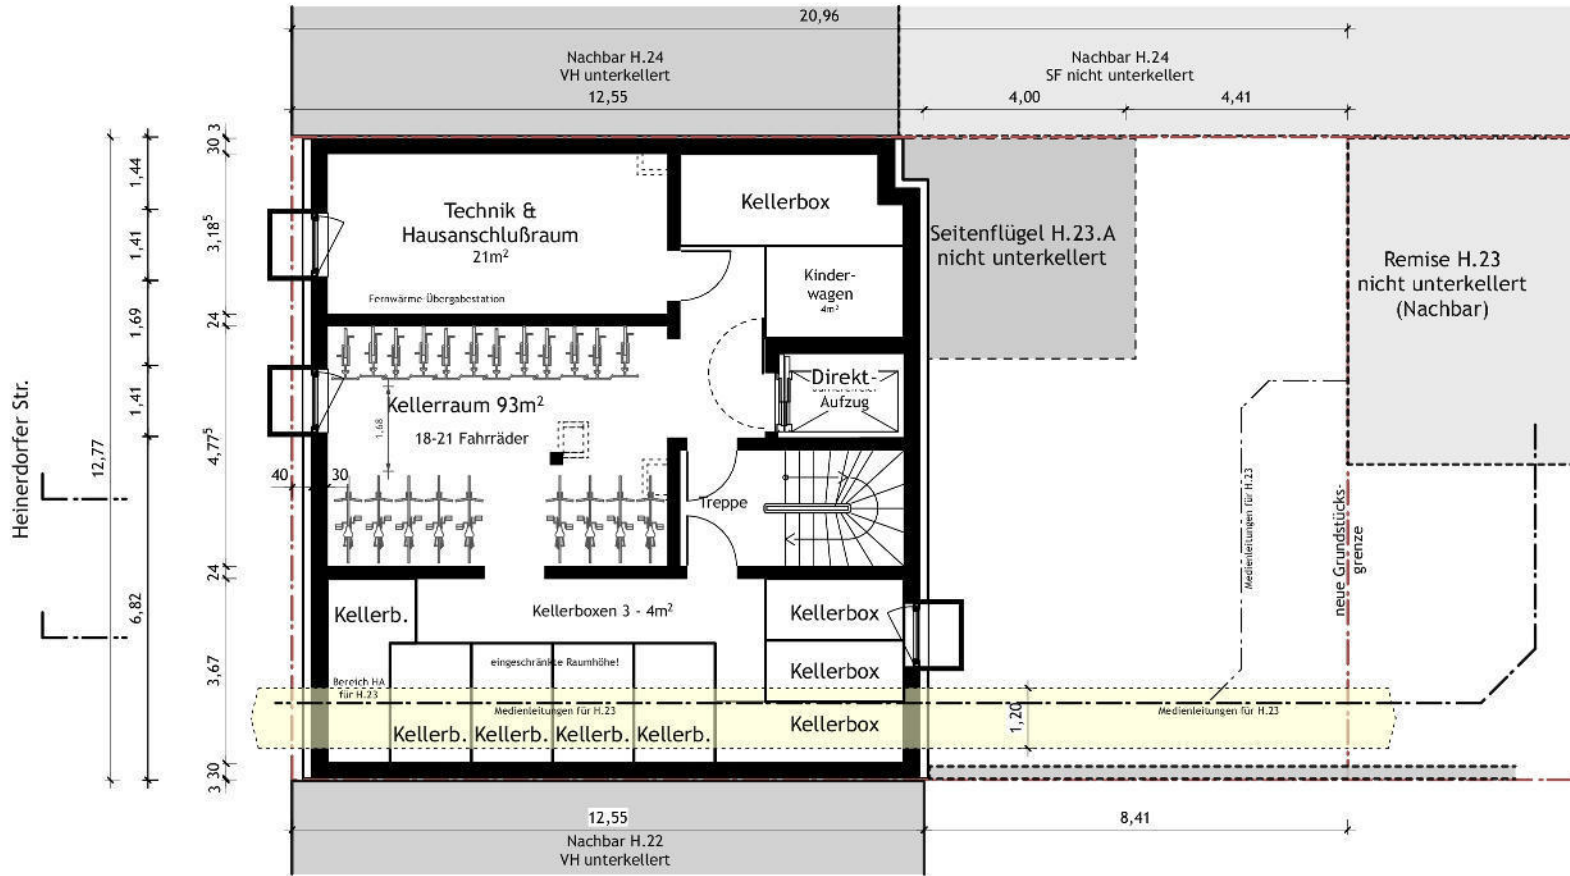 20,96
Nachbar H.24
VH unterkellert
Nachbar H.24
SF nicht unterkellert
12,55
4,00
4,41
30,3
1,44
1,41
1,69
1,41
6,82
12,77
3,18⁵
24
4,77⁵
24
3,67
3 30
Heinerdorfer Str.
Technik &
Hausanschlußraum
21m²
Fernwärme-Übergabestation
Kellerbox
Kinder-
wagen
4m²
Seitenflügel H.23.A
nicht unterkellert
Remise H.23
nicht unterkellert
(Nachbar)
Direkt-
Aufzug
Kellerraum 93m²
18-21 Fahrräder
1,68
40
30
Treppe
Medienleitungen für H.23
neue Grundstücks-
grenze
Kellerb.
Kellerboxen 3 - 4m²
Kellerbox
eingeschränkte Raumhöhe!
Kellerbox
Bereich HA
für H.23
Medienleitungen für H.23
Medienleitungen für H.23
1,20
Kellerb.
Kellerb.
Kellerb.
Kellerb.
Kellerbox
12,55
8,41
Nachbar H.22
VH unterkellert